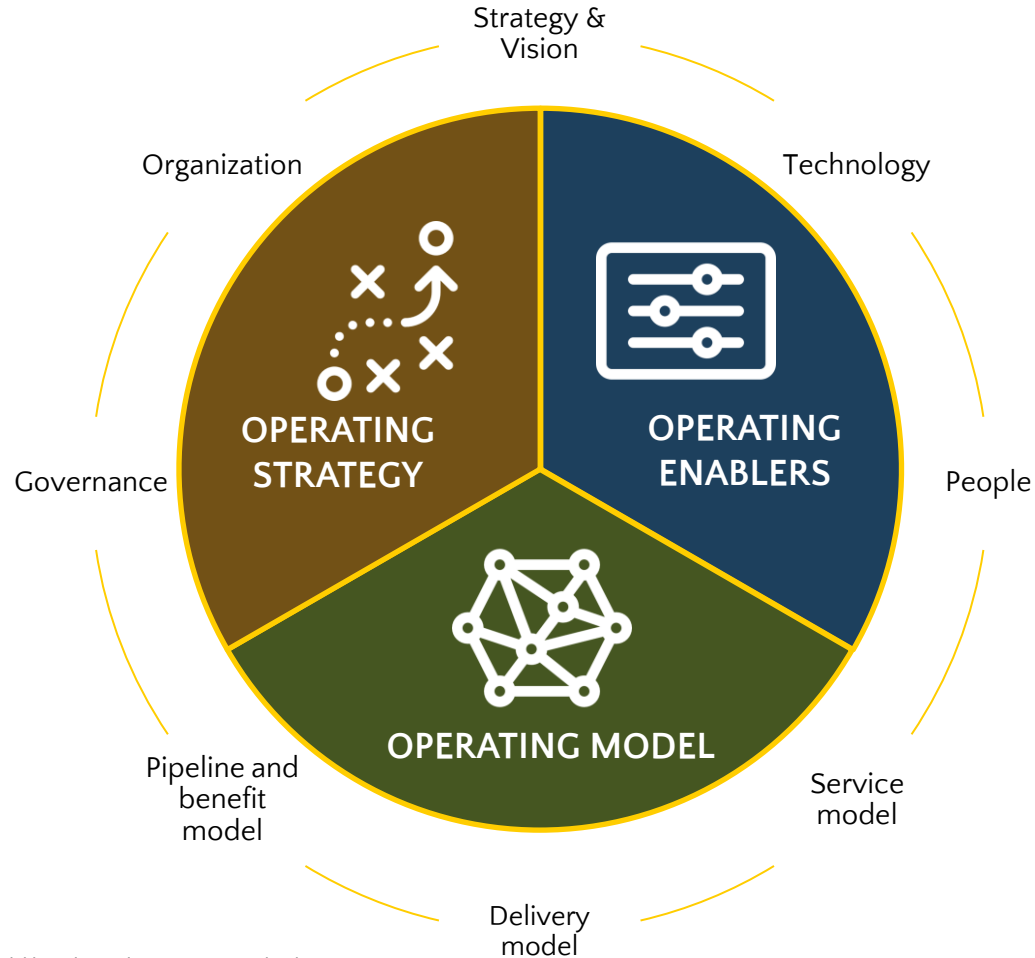 Strategy &
Vision
Organization
Technology
OPERATING
STRATEGY
OPERATING
ENABLERS
Governance
People
OPERATING MODEL
Pipeline and
benefit
model
Service
model
Delivery
model